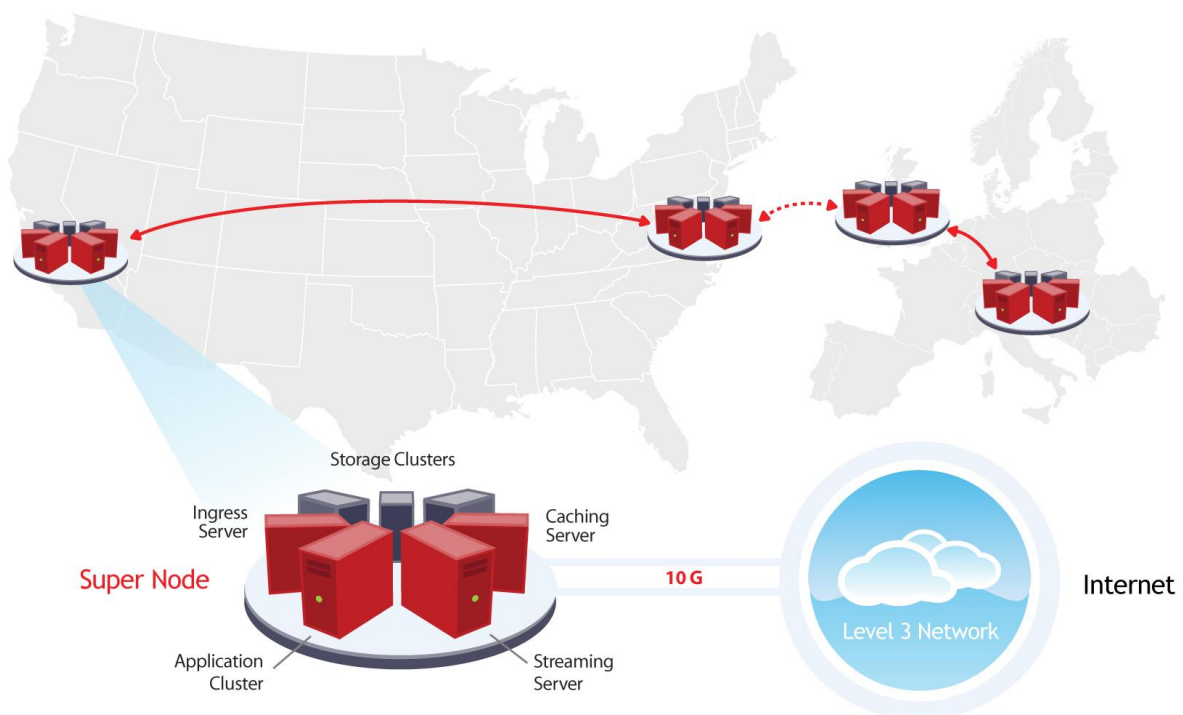 Storage Clusters
Ingress
Server
Caching
Server
Super Node
10 G
Internet
Level 3 Network
Application
Cluster
Streaming
Server